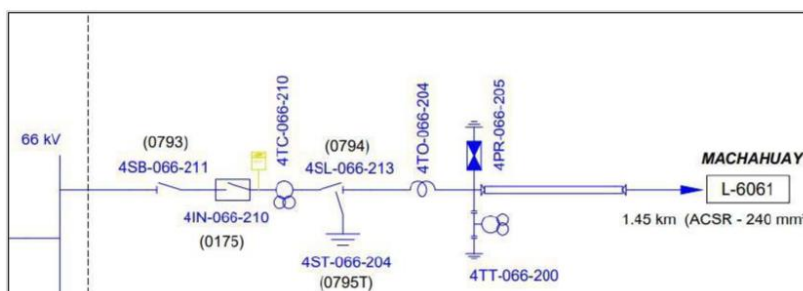 66 kV
(0793)
4SB-066-211
4IN-066-210
(0175)
4TC-066-210
(0794)
4SL-066-213
4ST-066-204
(0795T)
4TO-066-204
4PR-066-205
4TT-066-200
MACHAHUAY
L-6061
1.45 km (ACSR - 240 mm²